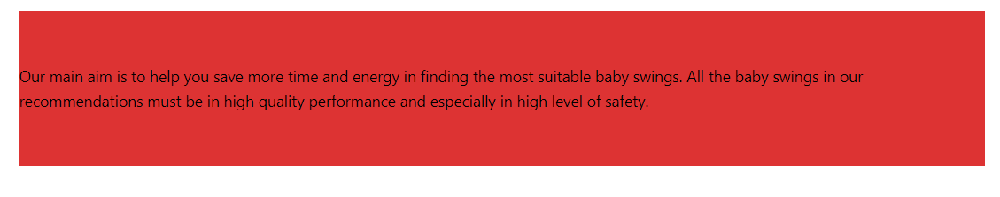 Our main aim is to help you save more time and energy in finding the most suitable baby swings. All the baby swings in our
recommendations must be in high quality performance and especially in high level of safety.